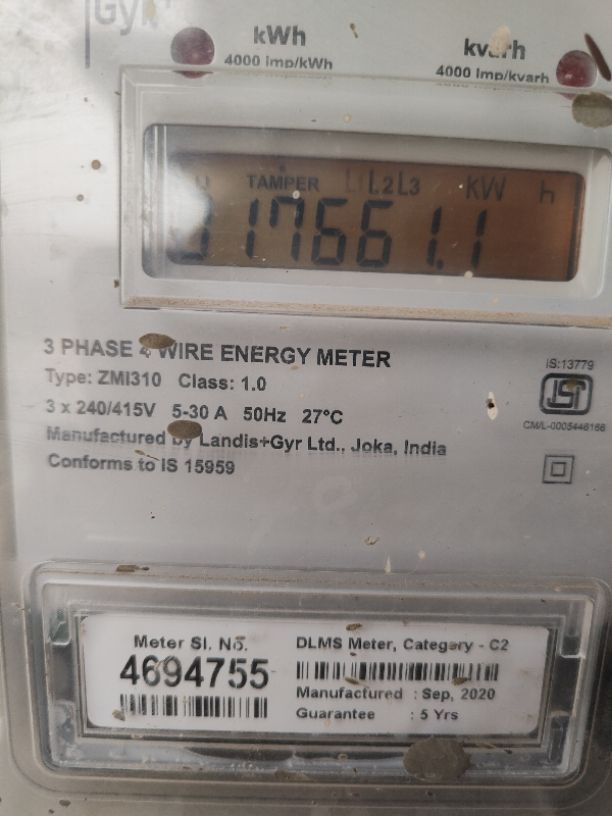 Gyr
kWh
4000 imp/kWh
kvarh
4000 Imp/kvarh
TAMPER L1L2L3 kW h
017661.1
3 PHASE 4 WIRE ENERGY METER
Type: ZMI310 Class: 1.0
3 x 240/415V 5-30 A 50Hz 27°C
Manufactured by Landis+Gyr Ltd., Joka, India
Conforms to IS 15959
IS:13779
CM/L-0005446166
Meter Sl. No.
4694755
DLMS Meter, Category - C2
Manufactured : Sep, 2020
Guarantee : 5 Yrs